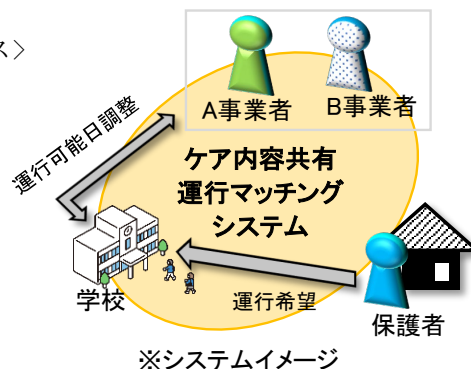 ス〉
A事業者
B事業者
運行可能日調整
ケア内容共有
運行マッチング
システム
学校
運行希望
保護者
※システムイメージ